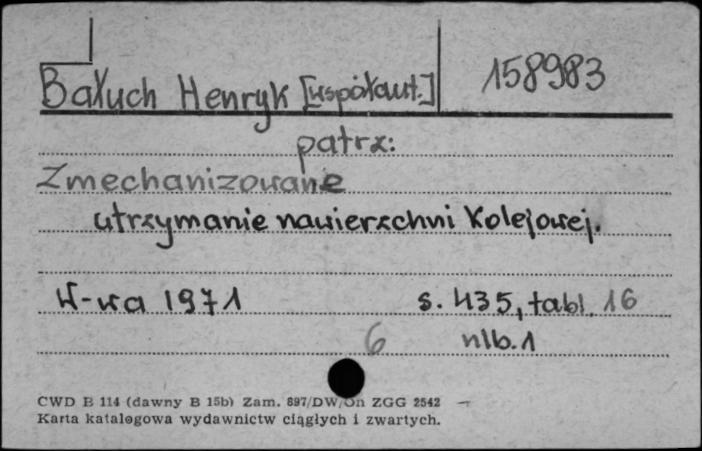 Bałuch Henryk [współaut.] 158983
patrz:
Zmechanizowane
utrzymanie nawierzchni kolejowej.
W-wa 1971 s. 435, tabl. 16
6 nlb. 1
CWD B 114 (dawny B 15b) Zam. 897/DW/On ZGG 2542
Karta katalogowa wydawnictw ciągłych i zwartych.